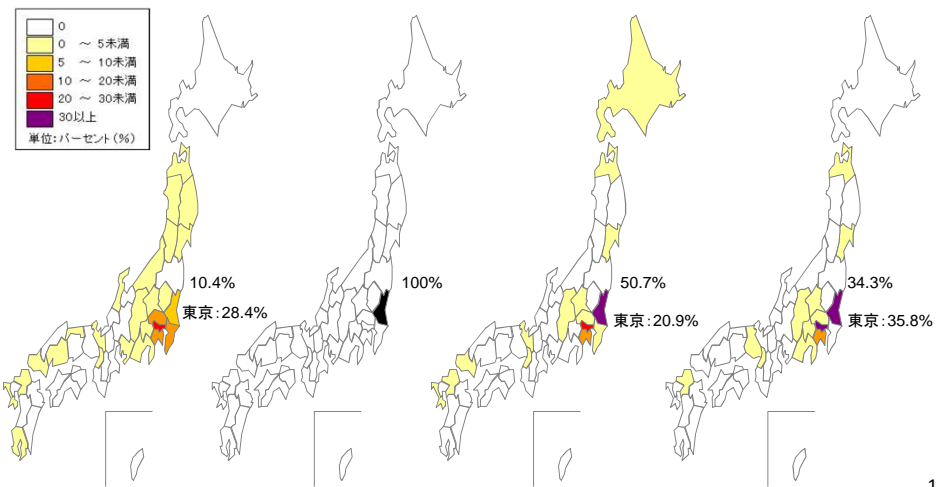 0
0 ～ 5未満
5 ～ 10未満
10 ～ 20未満
20 ～ 30未満
30以上
単位：パーセント（％）
10.4%
東京：28.4%
100%
50.7%
東京：20.9%
34.3%
東京：35.8%
1